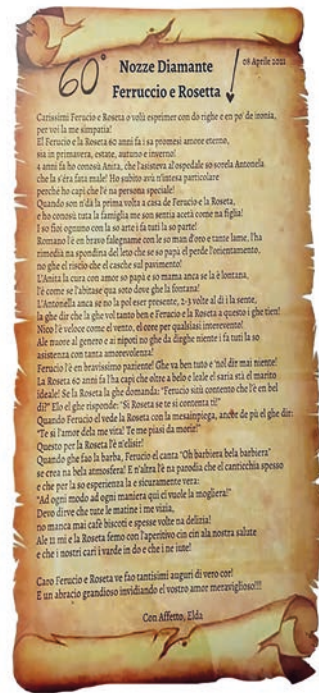 60°
08 Aprile 2021
Nozze Diamante
Ferruccio e Rosetta
Carissimi Ferucio e Roseta o volù esprimer con do righe e en po' de ironia,
per voi la me simpatia!
El Ferucio e la Roseta 60 anni fa i sa promesi amore eterno,
sia in primavera, estate, autuno e inverno!
4 anni fa ho conosù Anita, che l'asisteva al ospedale so sorela Antonela
che la s'éra fata male! Ho subito avù n'intesa particolare
perché ho capì che l'é na persona speciale!
Quando son n'dà la prima volta a casa de Ferucio e la Roseta,
e ho conosù tuta la famiglia me son sentia acetà come na figlia!
I so fioi ognuno con la so arte i fa tuti la so parte!
Romano l'é en bravo falegname con le so man d'oro e tante lame, l'ha
rimedià na spondina del leto che se so papà el perde l'orientamento,
no ghe el riscio che el casche sul pavimento!
L'Anita la cura con amor so papà e so mama anca se la è lontana,
l'è come se l'abitase qua soto dove ghe la fontana!
L'Antonella anca se no la pol eser presente, 2-3 volte al dì i la sente,
la ghe dir che la ghe vol tanto ben e Ferucio e la Roseta a questo i ghe tien!
Nico l'è veloce come el vento, el core per qualsiasi interevento!
Ale nuore al genero e ai nipoti no ghe da dirghe niente i fa tuti la so
asistenza con tanta amorevolenza!
Ferucio l'è en bravissimo paziente! Ghe va ben tuto e 'nol dir mai niente!
La Roseta 60 anni fa l'ha capì che oltre a belo e leale el saria stà el marito
ideale! Se la Roseta la ghe domanda: "Ferucio sitù contento che l'è en bel
dì?" Elo el ghe risponde: "Sì Roseta se te si contenta ti!"
Quando Ferucio el vede la Roseta con la mesainpiega, anche de più el ghe dir:
"Te si l'amor dela me vita! Te me piasi da morir!"
Questo per la Roseta l'è n'elisir!
Quando ghe fao la barba, Ferucio el canta "Oh barbiera bela barbiera"
se crea na bela atmosfera! E n'altra l'è na parodia che el canticchia spesso
e che per la so esperienza la e sicuramente vera:
"Ad ogni modo ad ogni maniera qui ci vuole la mogliera!"
Devo dirve che tute le matine i me vizia,
no manca mai cafè biscoti e spesse volte na delizia!
Ale 11 mi e la Roseta femo con l'aperitivo cin cin ala nostra salute
e che i nostri cari i varde in do e che i ne iute!
Caro Ferucio e Roseta ve fao tantisimi auguri di vero cor!
E un abracio grandioso invidiando el vostro amor meraviglioso!!!
Con Affetto, Elda